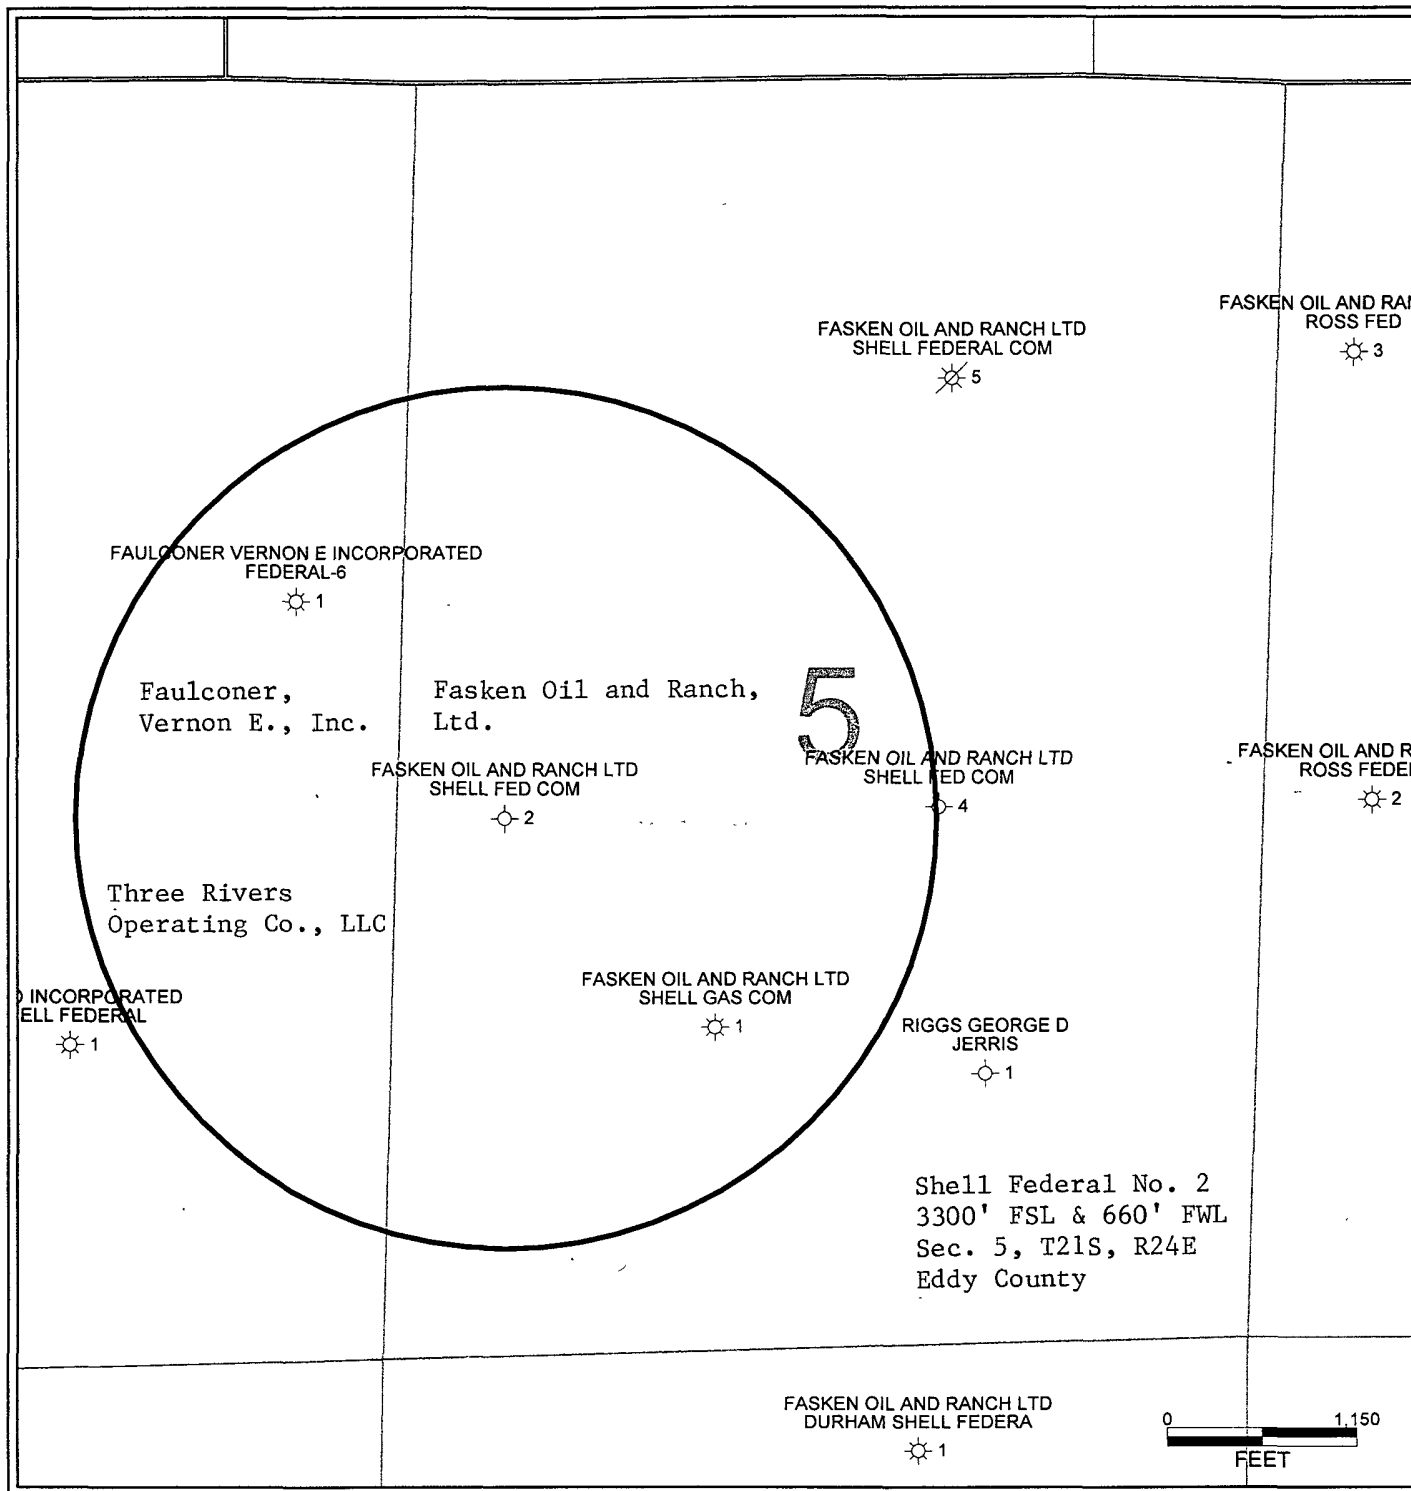 FASKEN OIL AND RAN
ROSS FED
3
FASKEN OIL AND RANCH LTD
SHELL FEDERAL COM
5
FAULCONER VERNON E INCORPORATED
FEDERAL-6
1
Faulconer,
Vernon E., Inc.
Fasken Oil and Ranch,
Ltd.
5
FASKEN OIL AND RANCH LTD
SHELL FED COM
2
FASKEN OIL AND RANCH LTD
SHELL FED COM
4
FASKEN OIL AND R
ROSS FEDE
2
Three Rivers
Operating Co., LLC
INCORPORATED
ELL FEDERAL
1
FASKEN OIL AND RANCH LTD
SHELL GAS COM
1
RIGGS GEORGE D
JERRIS
1
Shell Federal No. 2
3300' FSL & 660' FWL
Sec. 5, T21S, R24E
Eddy County
FASKEN OIL AND RANCH LTD
DURHAM SHELL FEDERA
1
0 1,150
FEET